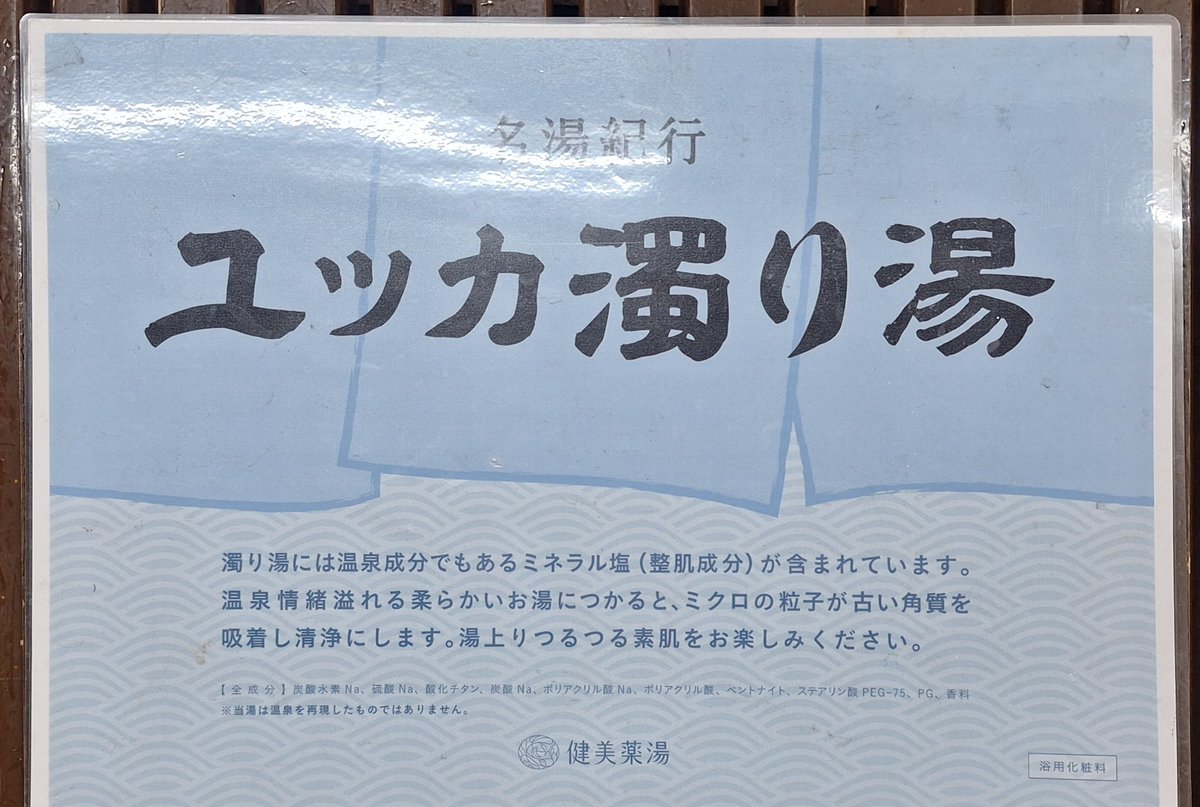 名湯紀行
ユッカ濁り湯
濁り湯には温泉成分でもあるミネラル塩(整肌成分)が含まれています。
温泉情緒溢れる柔らかいお湯につかると、ミクロの粒子が古い角質を
吸着し清浄にします。湯上りつるつる素肌をお楽しみください。
【全成分】炭酸水素Na、硫酸Na、酸化チタン、炭酸Na、ポリアクリル酸Na、ポリアクリル酸、ベントナイト、ステアリン酸PEG-75、PG、香料
※当湯は温泉を再現したものではありません。
健美薬湯
浴用化粧料